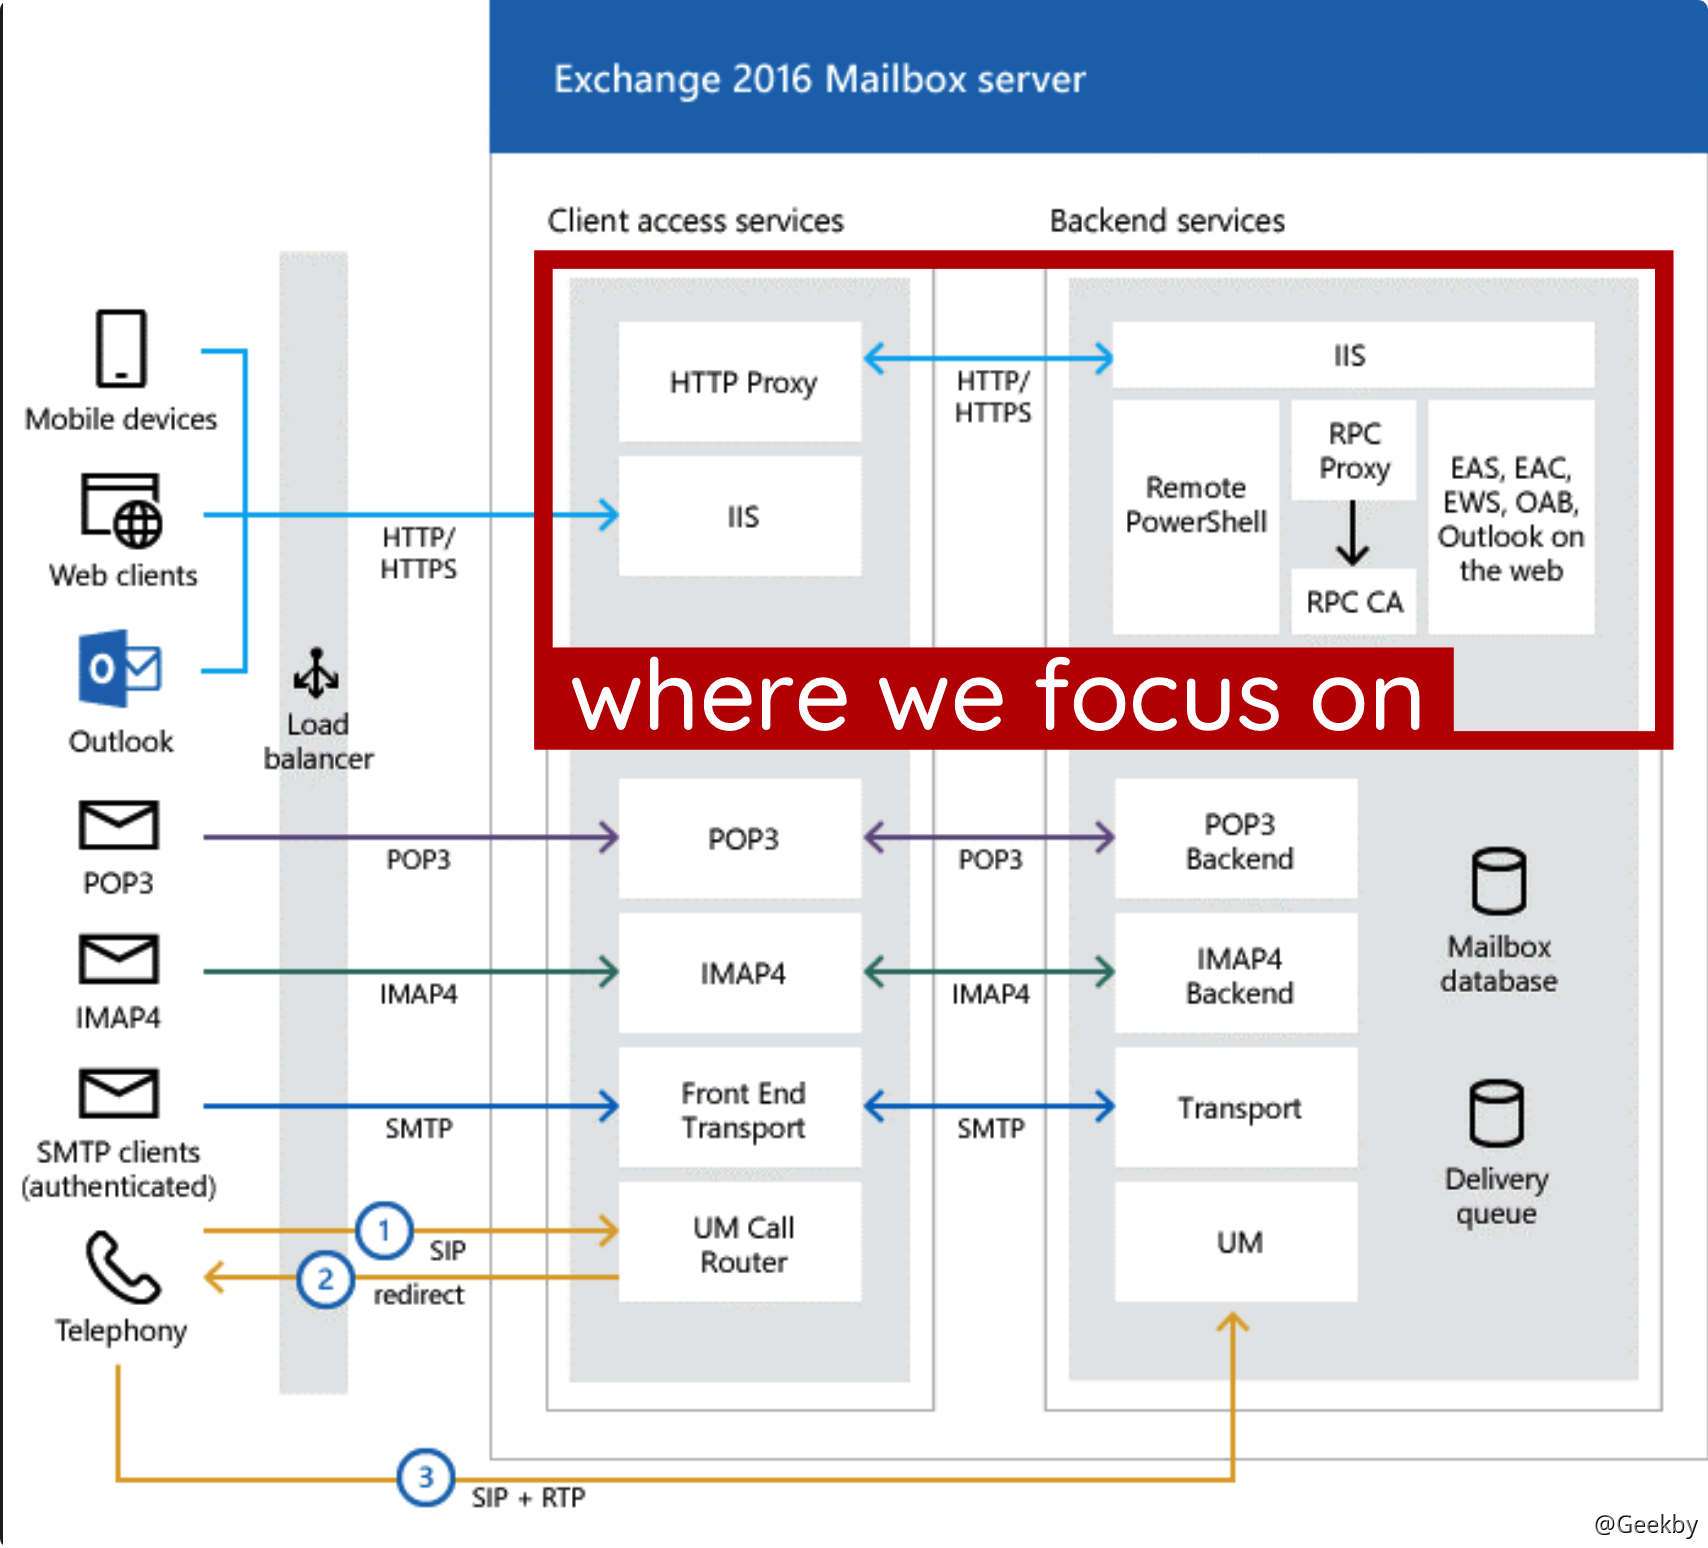 Exchange 2016 Mailbox server
Client access services
Backend services
Mobile devices
Web clients
Outlook
Load
balancer
HTTP/
HTTPS
HTTP Proxy
IIS
HTTP/
HTTPS
IIS
Remote
PowerShell
RPC
Proxy
RPC CA
EAS, EAC,
EWS, OAB,
Outlook on
the web
where we focus on
POP3
POP3
POP3
POP3
POP3
Backend
IMAP4
IMAP4
IMAP4
IMAP4
IMAP4
Backend
Mailbox
database
SMTP clients
(authenticated)
SMTP
Front End
Transport
SMTP
Transport
Delivery
queue
Telephony
1
SIP
2
redirect
UM Call
Router
UM
3
SIP + RTP
@Geekby